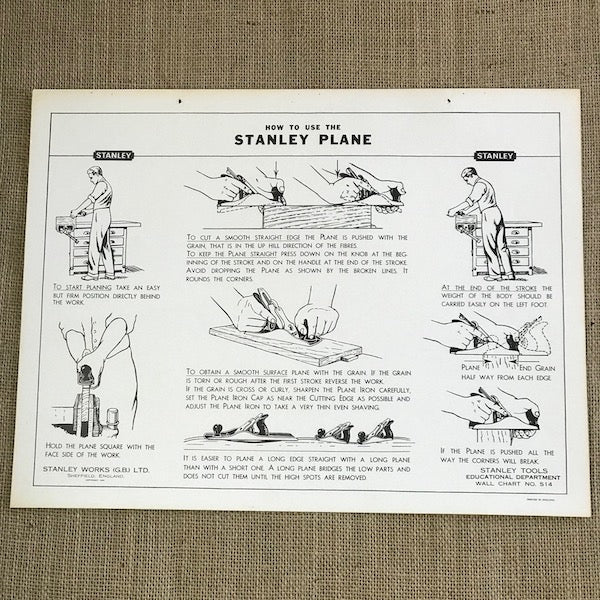 HOW TO USE THE
STANLEY PLANE
STANLEY
TO START PLANING TAKE AN EASY
BUT FIRM POSITION DIRECTLY BEHIND
THE WORK.
HOLD THE PLANE SQUARE WITH THE
FACE SIDE OF THE WORK.
STANLEY WORKS (G.B.) LTD.
SHEFFIELD, ENGLAND.
TO CUT A SMOOTH STRAIGHT EDGE THE PLANE IS PUSHED WITH THE
GRAIN, THAT IS IN THE UP HILL DIRECTION OF THE FIBRES.
TO KEEP THE PLANE STRAIGHT PRESS DOWN ON THE KNOB AT THE BEG-
INNING OF THE STROKE AND ON THE HANDLE AT THE END OF THE STROKE.
AVOID DROPPING THE PLANE AS SHOWN BY THE BROKEN LINES. IT
ROUNDS THE CORNERS.
TO OBTAIN A SMOOTH SURFACE PLANE WITH THE GRAIN. IF THE GRAIN
IS TORN OR ROUGH AFTER THE FIRST STROKE REVERSE THE WORK.
IF THE GRAIN IS CROSS OR CURLY, SHARPEN THE PLANE IRON CAREFULLY,
SET THE PLANE IRON CAP AS NEAR THE CUTTING EDGE AS POSSIBLE AND
ADJUST THE PLANE IRON TO TAKE A VERY THIN EVEN SHAVING.
IT IS EASIER TO PLANE A LONG EDGE STRAIGHT WITH A LONG PLANE
THAN WITH A SHORT ONE. A LONG PLANE BRIDGES THE LOW PARTS AND
DOES NOT CUT THEM UNTIL THE HIGH SPOTS ARE REMOVED.
STANLEY
AT THE END OF THE STROKE THE
WEIGHT OF THE BODY SHOULD BE
CARRIED EASILY ON THE LEFT FOOT.
PLANE END GRAIN
HALF WAY FROM EACH EDGE.
IF THE PLANE IS PUSHED ALL THE
WAY THE CORNERS WILL BREAK.
STANLEY TOOLS
EDUCATIONAL DEPARTMENT
WALL CHART NO. S14